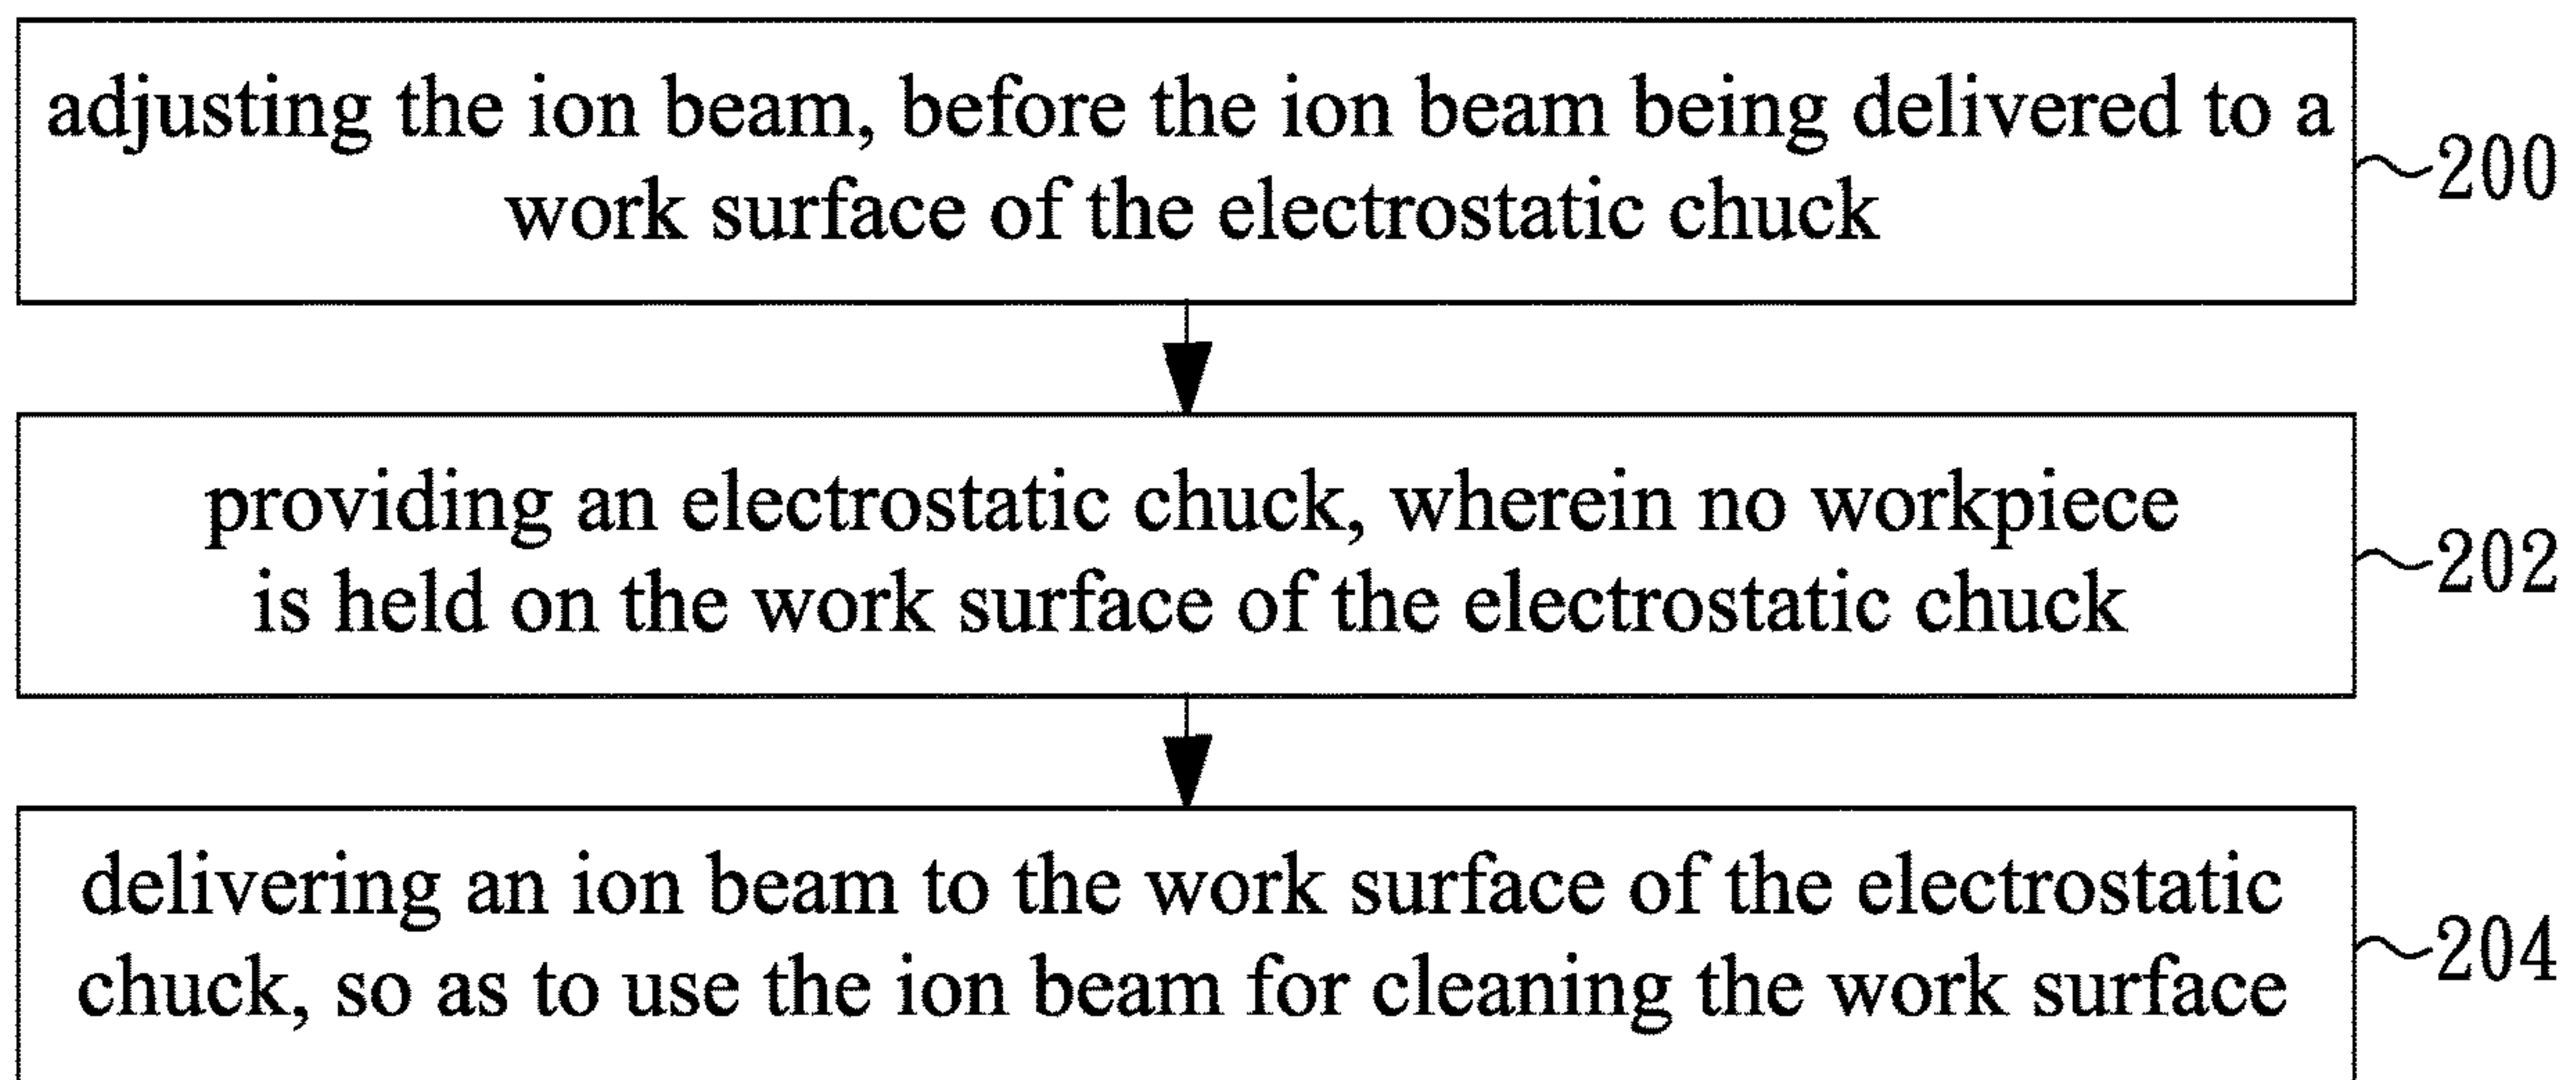 adjusting the ion beam, before the ion beam being delivered to a
work surface of the electrostatic chuck
200
providing an electrostatic chuck, wherein no workpiece
is held on the work surface of the electrostatic chuck
202
delivering an ion beam to the work surface of the electrostatic
chuck, so as to use the ion beam for cleaning the work surface
204